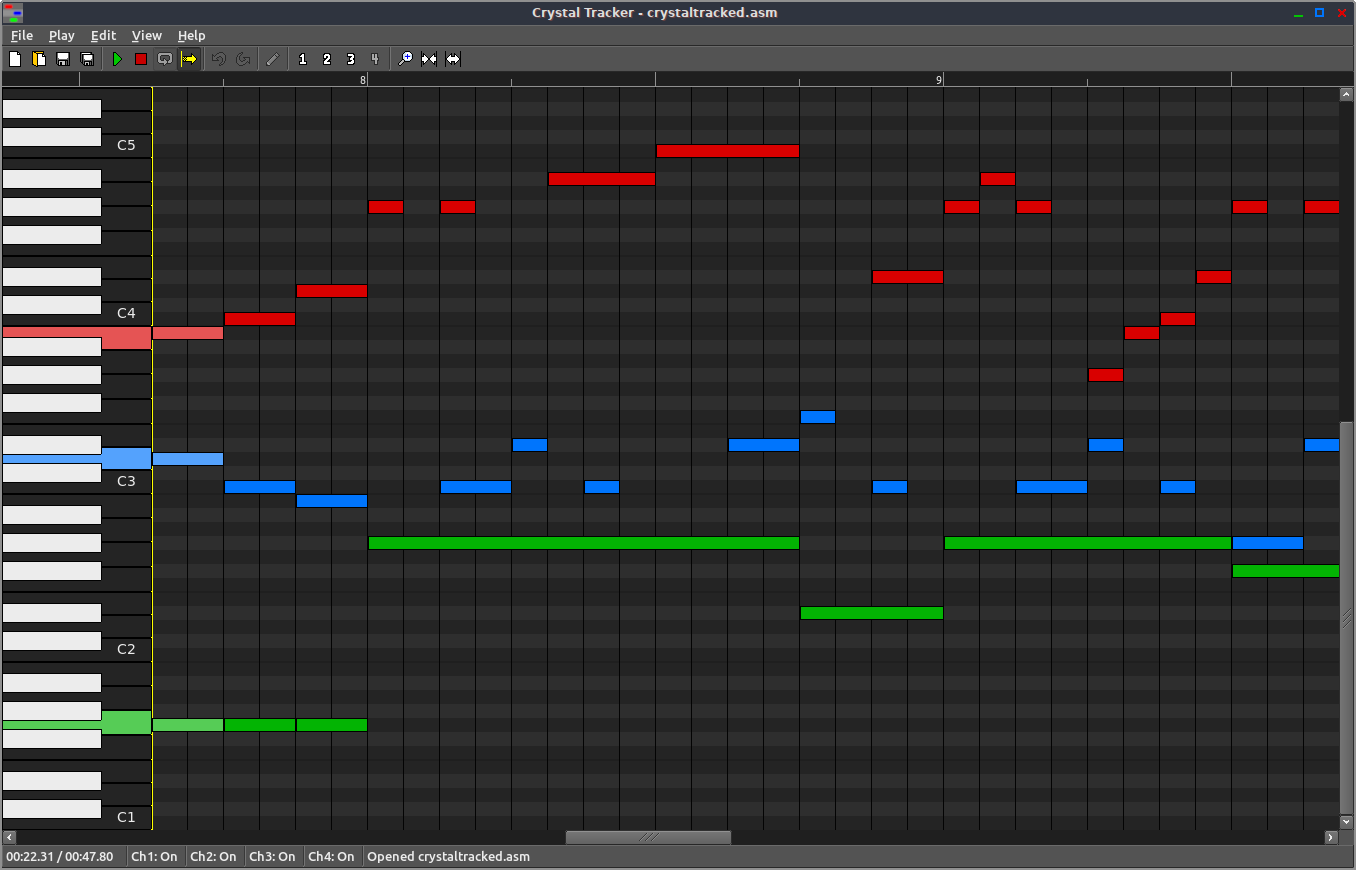 Crystal Tracker - crystaltracked.asm
File Play Edit View Help
1 2 3 4
8 9
C5
C4
C3
C2
C1
00:22.31 / 00:47.80 Ch1: On Ch2: On Ch3: On Ch4: On Opened crystaltracked.asm